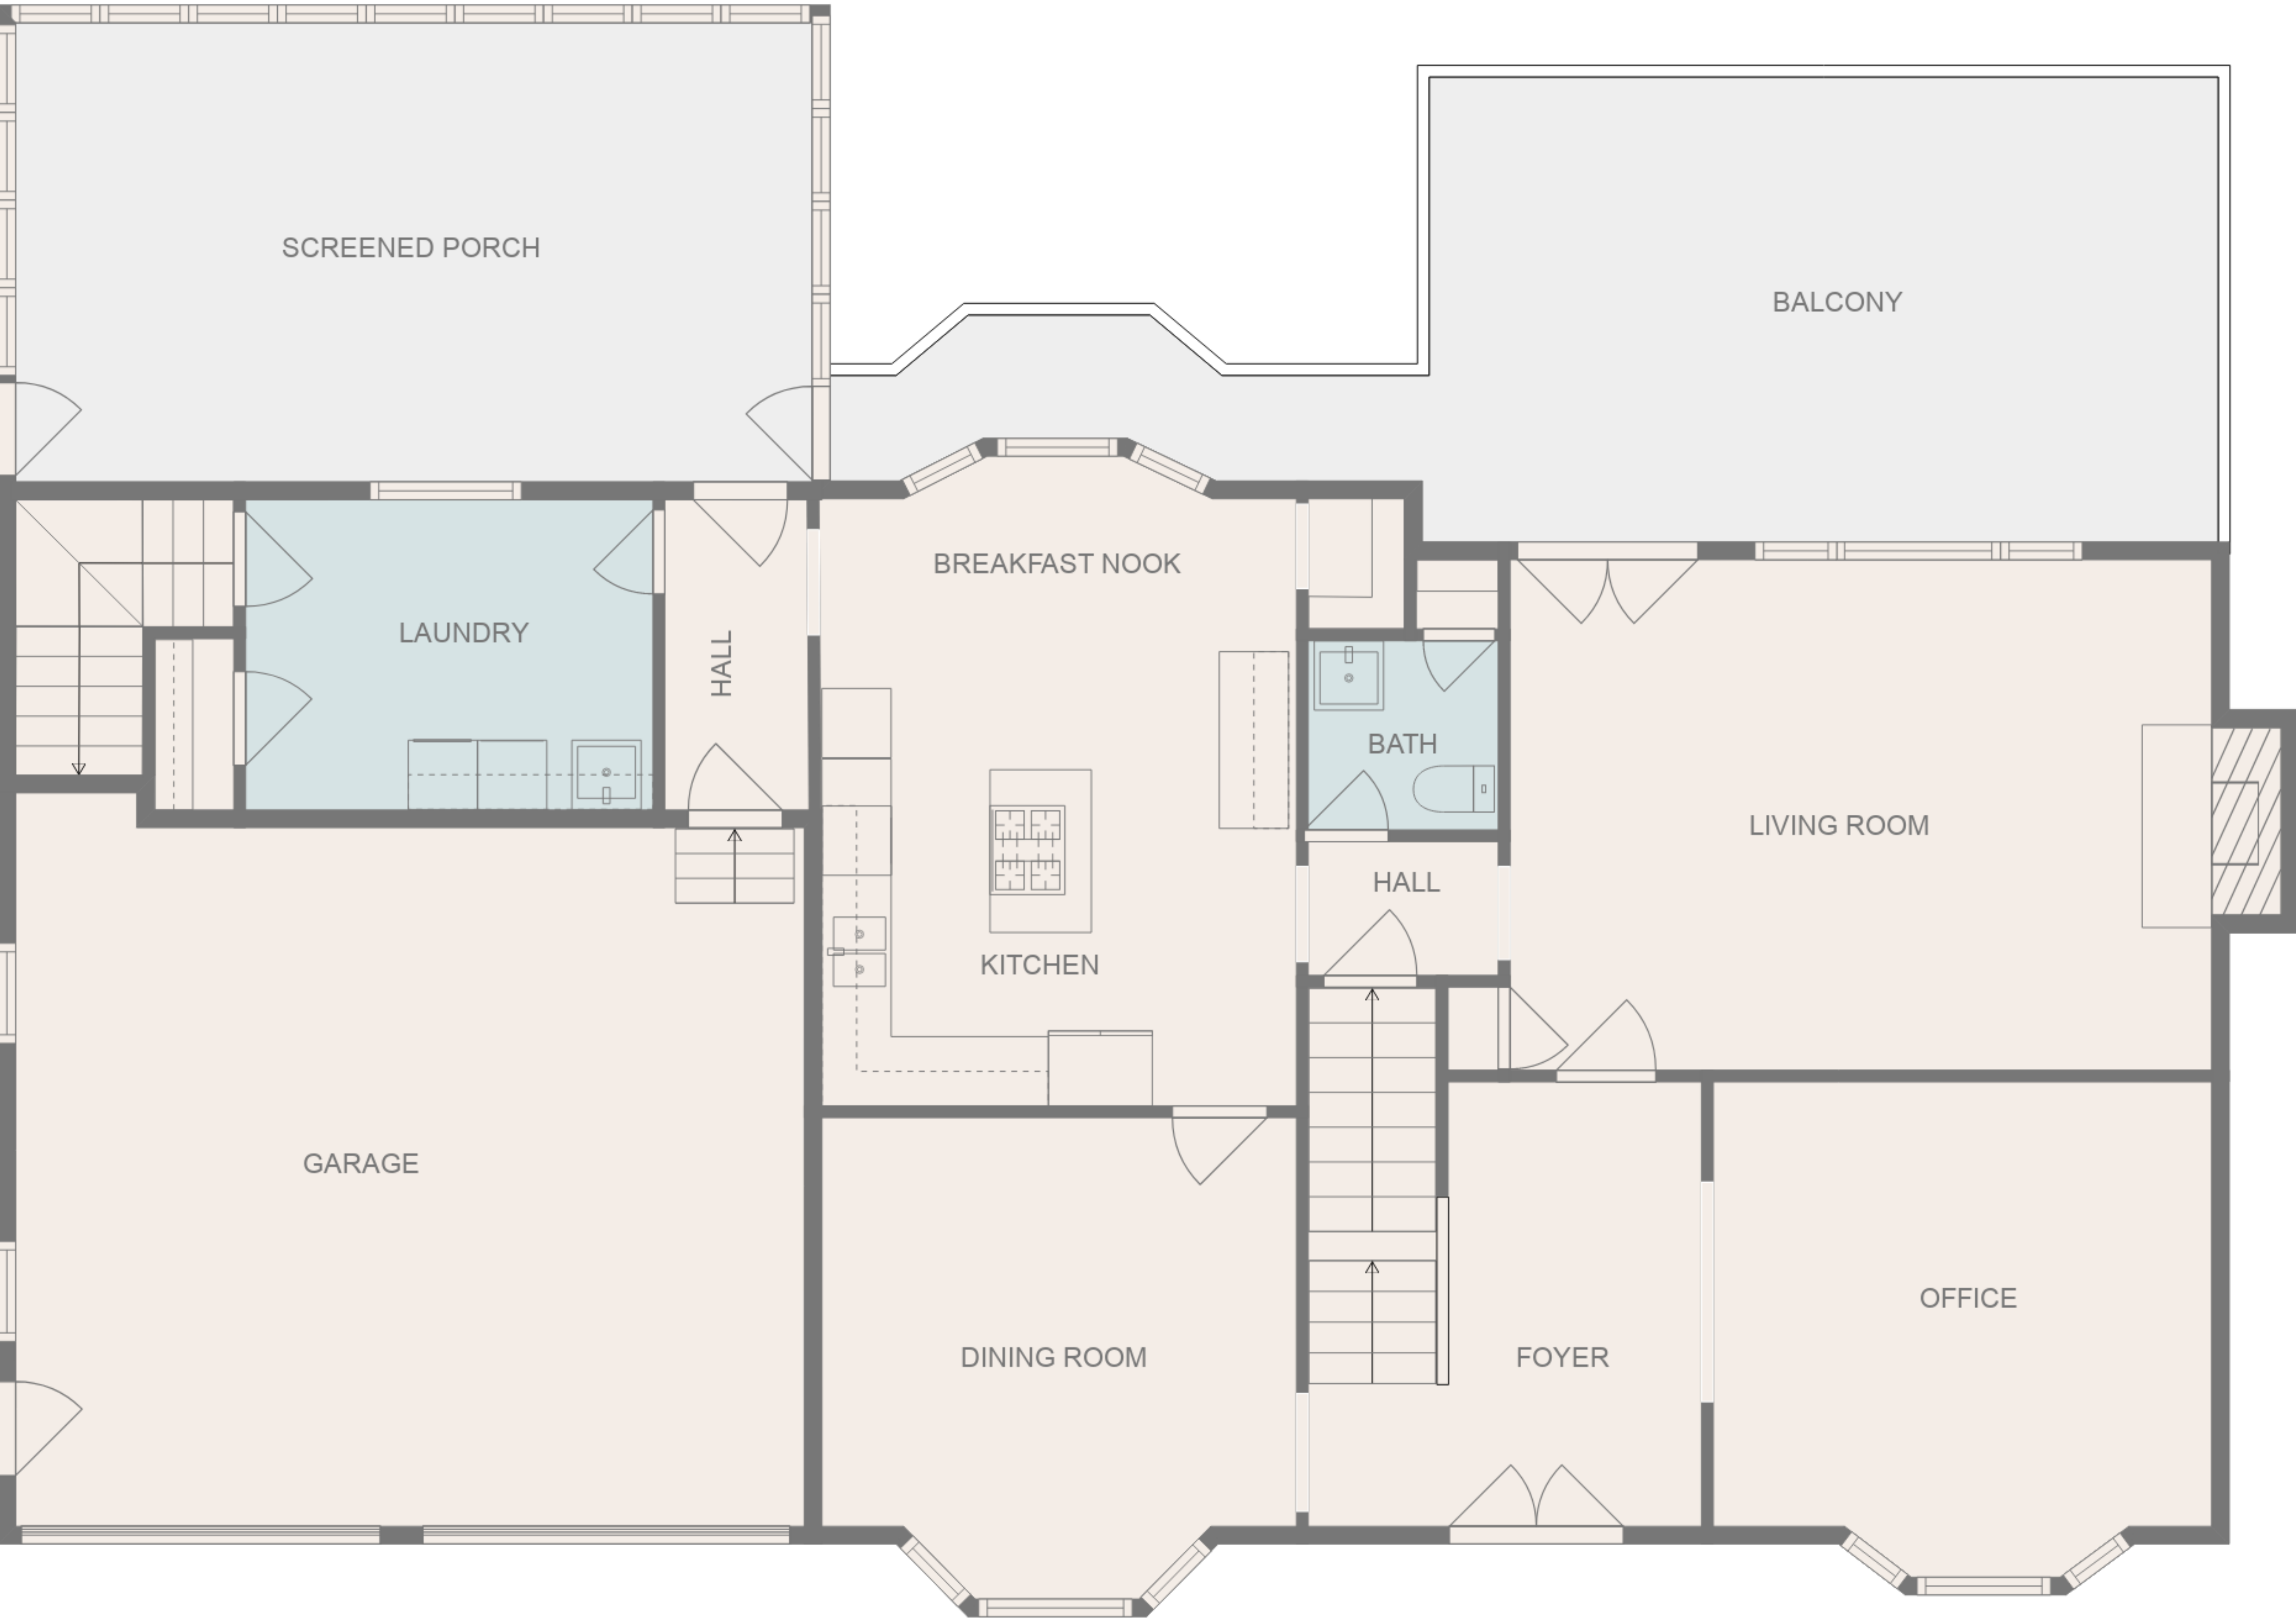 SCREENED PORCH
BALCONY
BREAKFAST NOOK
LAUNDRY
HALL
BATH
LIVING ROOM
HALL
KITCHEN
GARAGE
OFFICE
DINING ROOM
FOYER